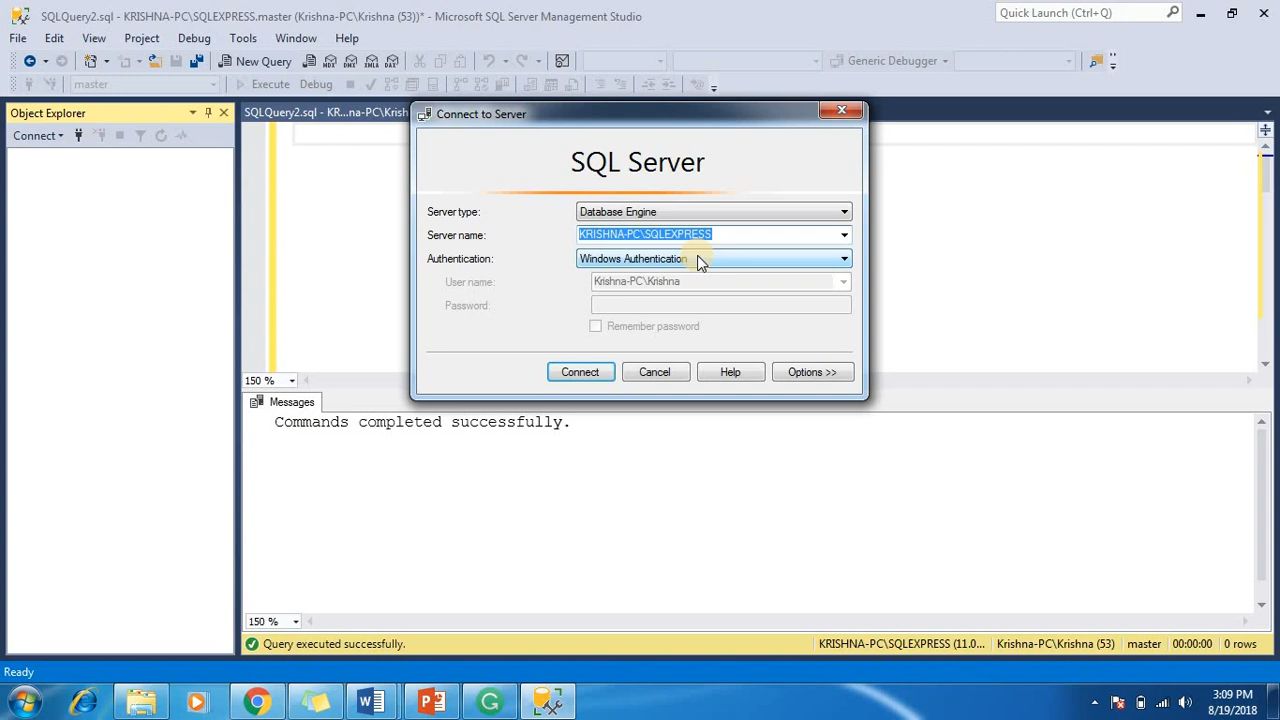 SQLQuery2.sql - KRISHNA-PC\SQLEXPRESS.master (Krishna-PC\Krishna (53))* - Microsoft SQL Server Management Studio
Quick Launch (Ctrl+Q)
File Edit View Project Debug Tools Window Help
New Query MDX DMX XMLA DAX Generic Debugger
master Execute Debug
Object Explorer
SQLQuery2.sql - KR...na-PC\Krish
Connect
Connect to Server
SQL Server
Server type: Database Engine
Server name: KRISHNA-PC\SQLEXPRESS
Authentication: Windows Authentication
User name: Krishna-PC\Krishna
Password:
Remember password
Connect Cancel Help Options >>
150 %
Messages
Commands completed successfully.
150 %
Query executed successfully. KRISHNA-PC\SQLEXPRESS (11.0... Krishna-PC\Krishna (53) master 00:00:00 0 rows
Ready
3:09 PM
8/19/2018